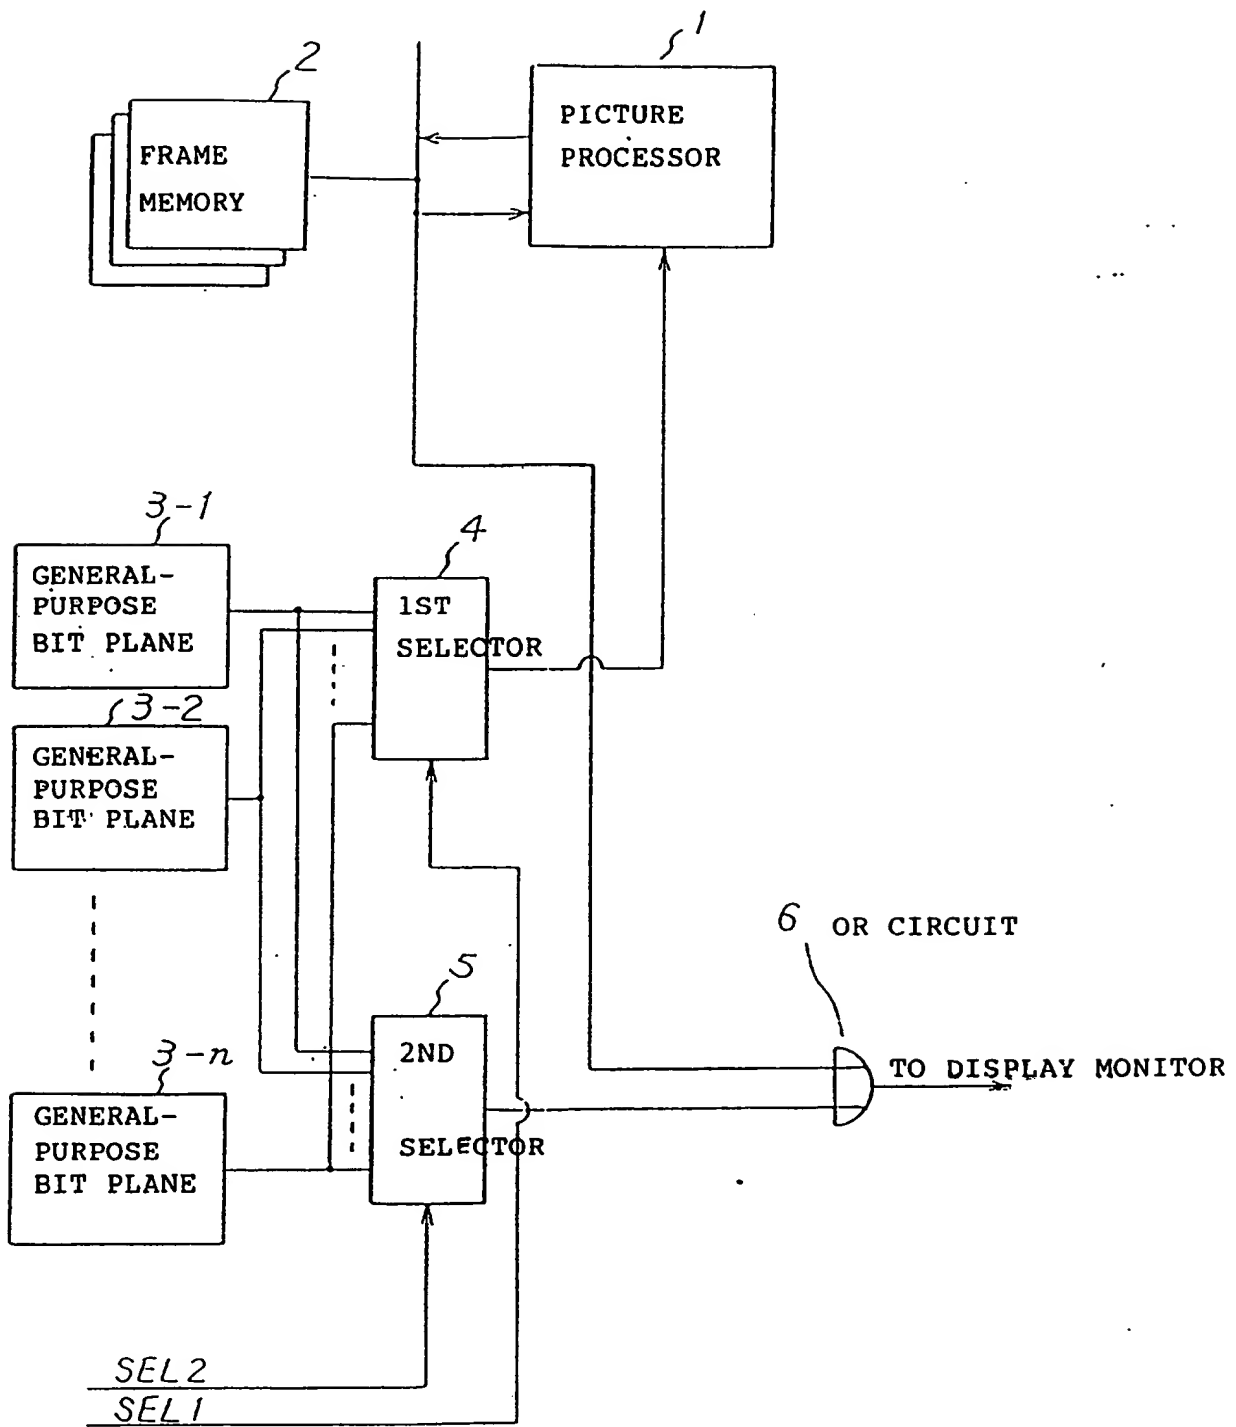 1
2
PICTURE
PROCESSOR
FRAME
MEMORY
3-1
4
GENERAL-
PURPOSE
BIT PLANE
1ST
SELECTOR
3-2
GENERAL-
PURPOSE
BIT PLANE
6 OR CIRCUIT
5
3-n
2ND
SELECTOR
TO DISPLAY MONITOR
GENERAL-
PURPOSE
BIT PLANE
SEL2
SEL1